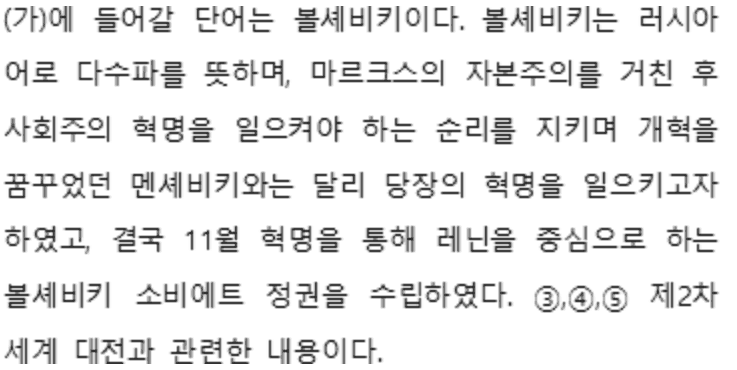 (가)에 들어갈 단어는 볼셰비키이다. 볼셰비키는 러시아
어로 다수파를 뜻하며, 마르크스의 자본주의를 거친 후
사회주의 혁명을 일으켜야 하는 순리를 지키며 개혁을
꿈꾸었던 멘셰비키와는 달리 당장의 혁명을 일으키고자
하였고, 결국 11월 혁명을 통해 레닌을 중심으로 하는
볼셰비키 소비에트 정권을 수립하였다. ③,④,⑤ 제2차
세계 대전과 관련한 내용이다.